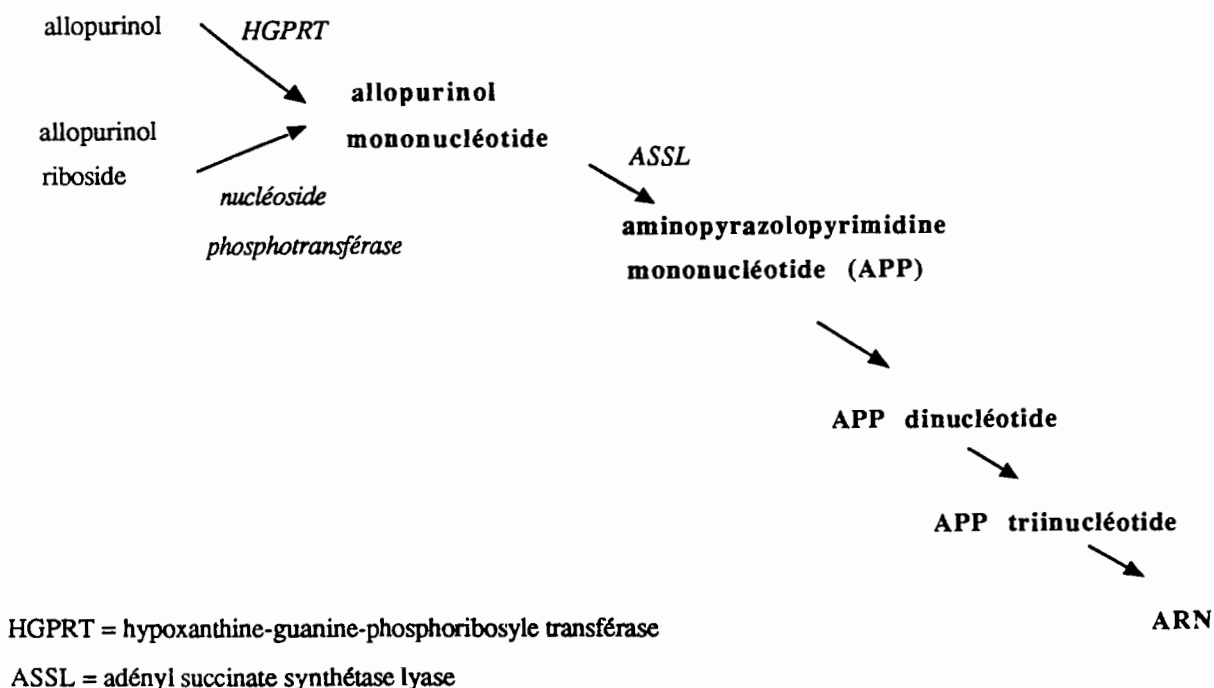 allopurinol
HGPRT
allopurinol
mononucléotide
allopurinol
riboside
nucléoside
phosphotransférase
ASSL
aminopyrazolopyrimidine
mononucléotide (APP)
APP dinucléotide
APP triinucléotide
ARN
HGPRT = hypoxanthine-guanine-phosphoribosyle transférase
ASSL = adényl succinate synthétase lyase